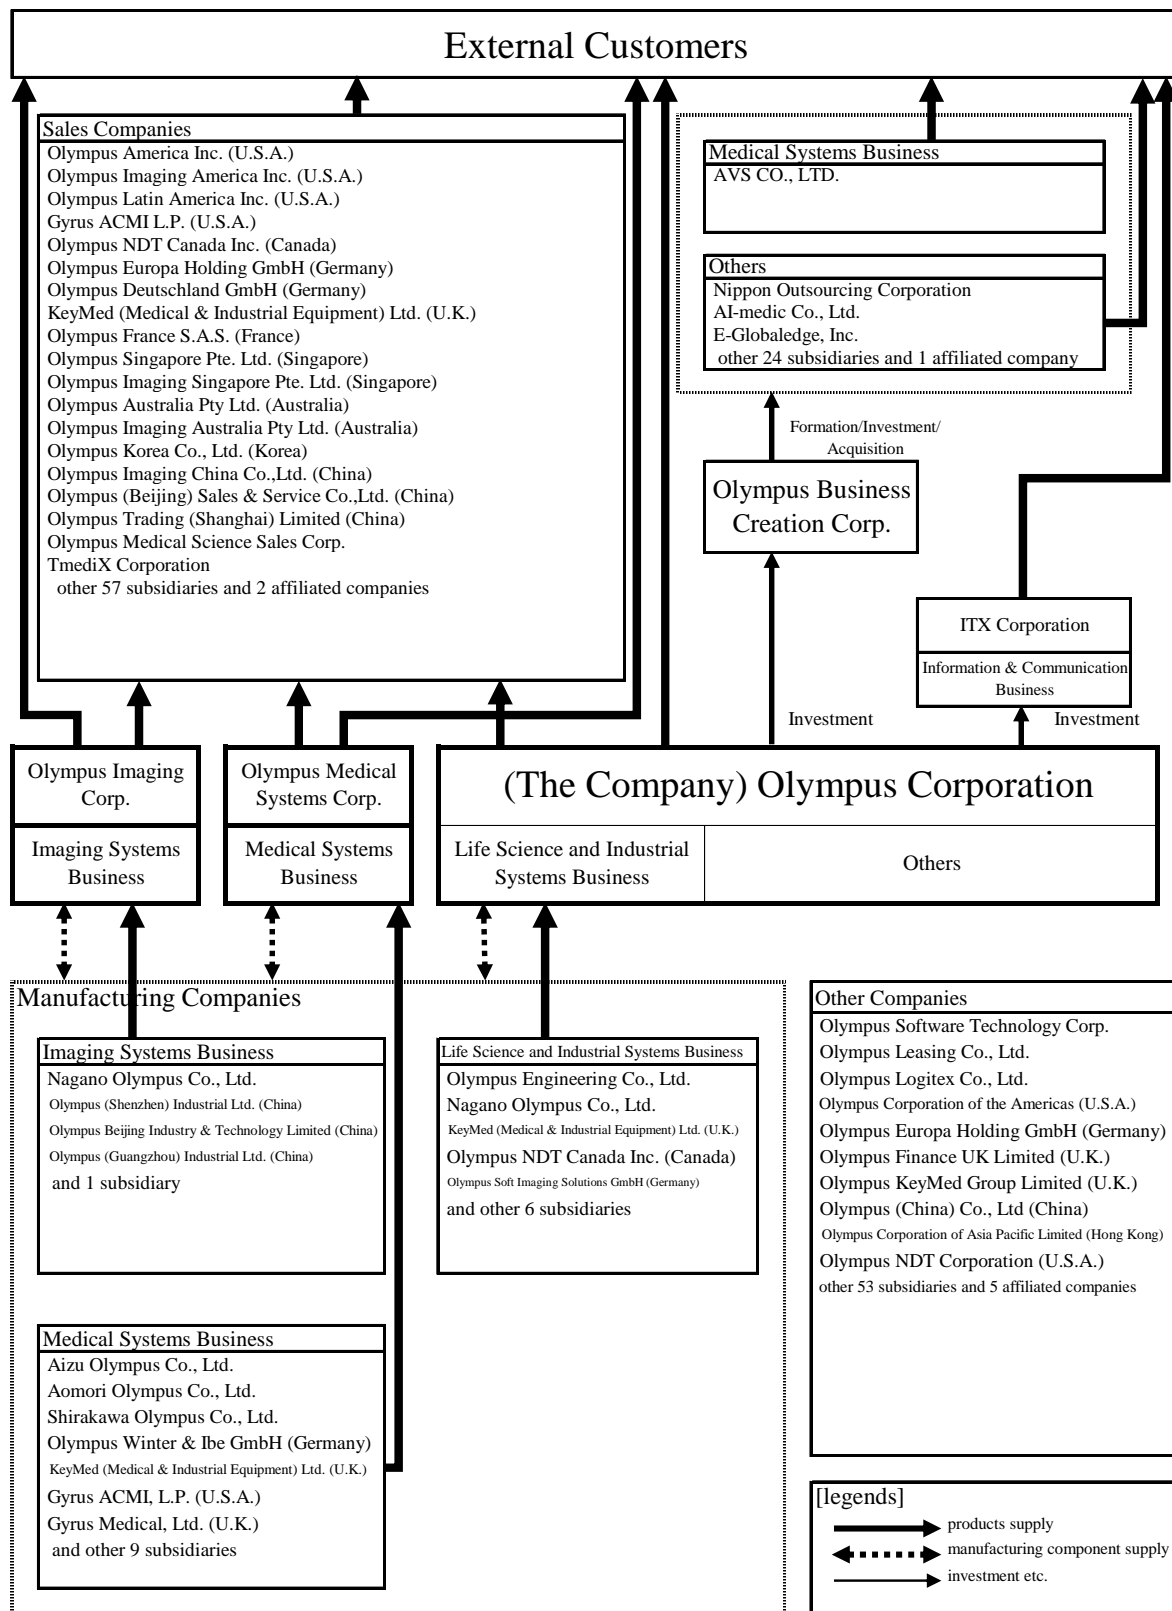 External Customers
Sales Companies
Olympus America Inc. (U.S.A.)
Olympus Imaging America Inc. (U.S.A.)
Olympus Latin America Inc. (U.S.A.)
Gyrus ACMI L.P. (U.S.A.)
Olympus NDT Canada Inc. (Canada)
Olympus Europa Holding GmbH (Germany)
Olympus Deutschland GmbH (Germany)
KeyMed (Medical & Industrial Equipment) Ltd. (U.K.)
Olympus France S.A.S. (France)
Olympus Singapore Pte. Ltd. (Singapore)
Olympus Imaging Singapore Pte. Ltd. (Singapore)
Olympus Australia Pty Ltd. (Australia)
Olympus Imaging Australia Pty Ltd. (Australia)
Olympus Korea Co., Ltd. (Korea)
Olympus Imaging China Co.,Ltd. (China)
Olympus (Beijing) Sales & Service Co.,Ltd. (China)
Olympus Trading (Shanghai) Limited (China)
Olympus Medical Science Sales Corp.
TmediX Corporation
other 57 subsidiaries and 2 affiliated companies
Medical Systems Business
AVS CO., LTD.
Others
Nippon Outsourcing Corporation
AI-medic Co., Ltd.
E-Globaledge, Inc.
other 24 subsidiaries and 1 affiliated company
Formation/Investment/
Acquisition
Olympus Business
Creation Corp.
ITX Corporation
Information & Communication
Business
Investment
Investment
Olympus Imaging
Corp.
Imaging Systems
Business
Olympus Medical
Systems Corp.
Medical Systems
Business
(The Company) Olympus Corporation
Life Science and Industrial
Systems Business
Others
Manufacturing Companies
Imaging Systems Business
Nagano Olympus Co., Ltd.
Olympus (Shenzhen) Industrial Ltd. (China)
Olympus Beijing Industry & Technology Limited (China)
Olympus (Guangzhou) Industrial Ltd. (China)
and 1 subsidiary
Life Science and Industrial Systems Business
Olympus Engineering Co., Ltd.
Nagano Olympus Co., Ltd.
KeyMed (Medical & Industrial Equipment) Ltd. (U.K.)
Olympus NDT Canada Inc. (Canada)
Olympus Soft Imaging Solutions GmbH (Germany)
and other 6 subsidiaries
Medical Systems Business
Aizu Olympus Co., Ltd.
Aomori Olympus Co., Ltd.
Shirakawa Olympus Co., Ltd.
Olympus Winter & Ibe GmbH (Germany)
KeyMed (Medical & Industrial Equipment) Ltd. (U.K.)
Gyrus ACMI, L.P. (U.S.A.)
Gyrus Medical, Ltd. (U.K.)
and other 9 subsidiaries
Other Companies
Olympus Software Technology Corp.
Olympus Leasing Co., Ltd.
Olympus Logitex Co., Ltd.
Olympus Corporation of the Americas (U.S.A.)
Olympus Europa Holding GmbH (Germany)
Olympus Finance UK Limited (U.K.)
Olympus KeyMed Group Limited (U.K.)
Olympus (China) Co., Ltd (China)
Olympus Corporation of Asia Pacific Limited (Hong Kong)
Olympus NDT Corporation (U.S.A.)
other 53 subsidiaries and 5 affiliated companies
[legends]
products supply
manufacturing component supply
investment etc.